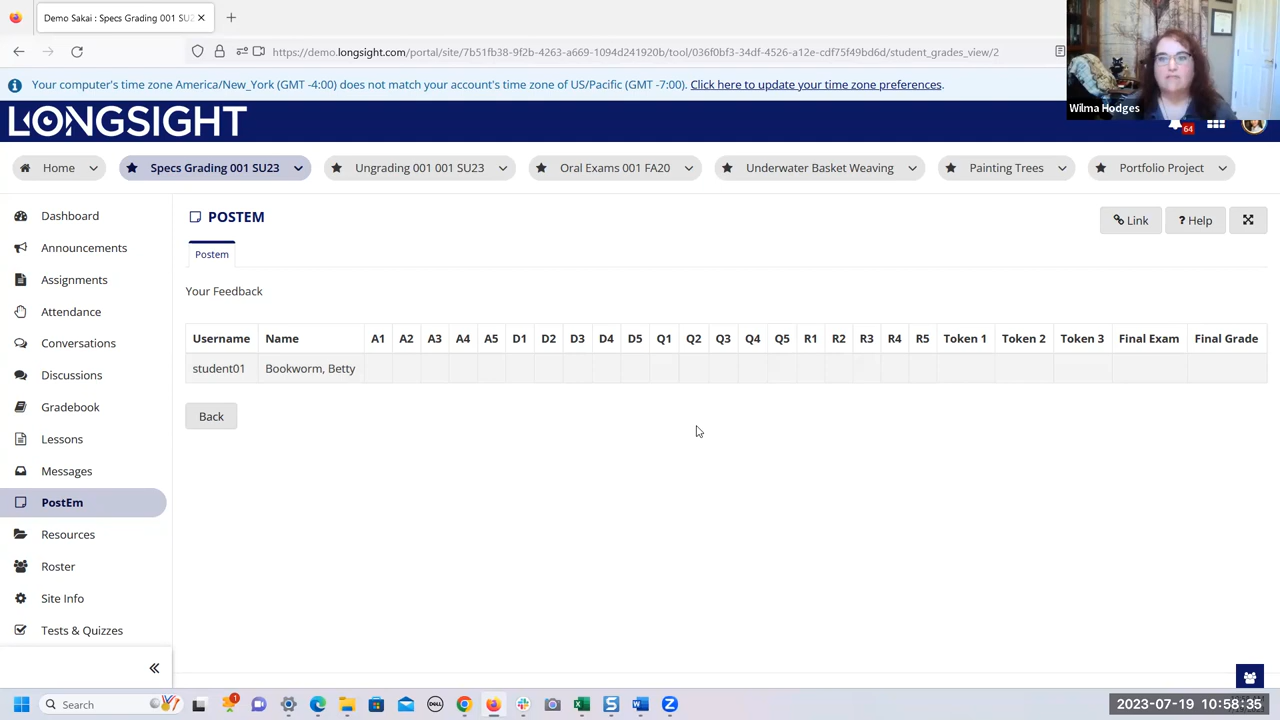 Demo Sakai : Specs Grading 001 SU2
https://demo.longsight.com/portal/site/7b51fb38-9f2b-4263-a669-1094d241920b/tool/036f0bf3-34df-4526-a12e-cdf75f49bd6d/student_grades_view/2
Your computer's time zone America/New_York (GMT -4:00) does not match your account's time zone of US/Pacific (GMT -7:00). Click here to update your time zone preferences.
Wilma Hodges
LONGSIGHT
64
Home Specs Grading 001 SU23 Ungrading 001 001 SU23 Oral Exams 001 FA20 Underwater Basket Weaving Painting Trees Portfolio Project
Dashboard
Announcements
Assignments
Attendance
Conversations
Discussions
Gradebook
Lessons
Messages
PostEm
Resources
Roster
Site Info
Tests & Quizzes
POSTEM
Link ? Help
Postem
Your Feedback
Username Name A1 A2 A3 A4 A5 D1 D2 D3 D4 D5 Q1 Q2 Q3 Q4 Q5 R1 R2 R3 R4 R5 Token 1 Token 2 Token 3 Final Exam Final Grade
student01 Bookworm, Betty
Back
Search
1
DELL
2023-07-19 10:58:35